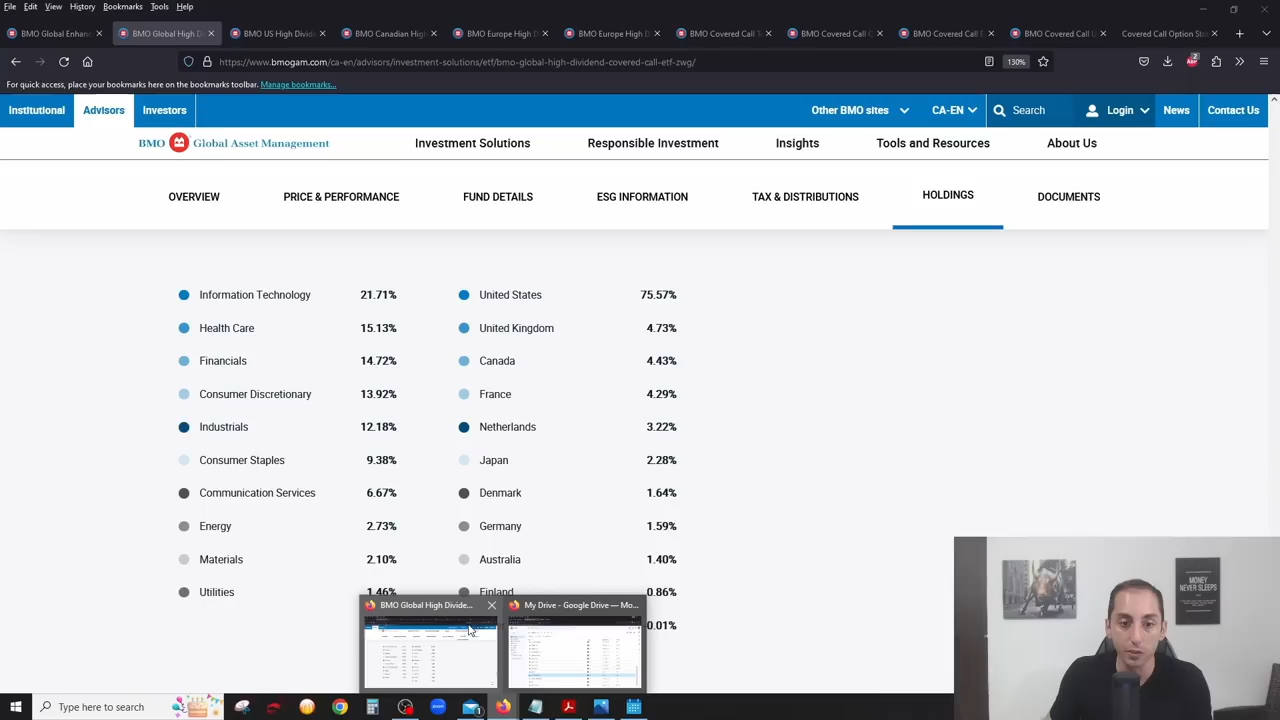 File Edit View History Bookmarks Tools Help
BMO Global Enhanc
BMO Global High D
BMO US High Divide
BMO Canadian High
BMO Europe High D
BMO Europe High D
BMO Covered Call T
BMO Covered Call C
BMO Covered Call E
BMO Covered Call U
Covered Call Option Stra
https://www.bmogam.com/ca-en/advisors/investment-solutions/etf/bmo-global-high-dividend-covered-call-etf-zwg/
130%
For quick access, place your bookmarks here on the bookmarks toolbar. Manage bookmarks...
Institutional Advisors Investors Other BMO sites CA-EN Search Login News Contact Us
BMO Global Asset Management Investment Solutions Responsible Investment Insights Tools and Resources About Us
OVERVIEW PRICE & PERFORMANCE FUND DETAILS ESG INFORMATION TAX & DISTRIBUTIONS HOLDINGS DOCUMENTS
Information Technology 21.71% United States 75.57%
Health Care 15.13% United Kingdom 4.73%
Financials 14.72% Canada 4.43%
Consumer Discretionary 13.92% France 4.29%
Industrials 12.18% Netherlands 3.22%
Consumer Staples 9.38% Japan 2.28%
Communication Services 6.67% Denmark 1.64%
Energy 2.73% Germany 1.59%
Materials 2.10% Australia 1.40%
Utilities 1.46% Finland 0.86%
-0.01%
BMO Global High Divide...
My Drive - Google Drive — Mo...
MONEY
NEVER SLEEPS
Type here to search